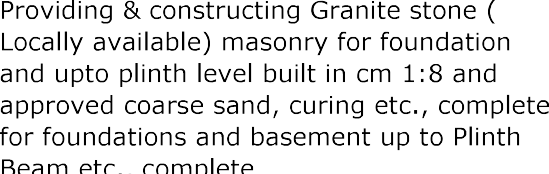 Providing & constructing Granite stone (
Locally available) masonry for foundation
and upto plinth level built in cm 1:8 and
approved coarse sand, curing etc., complete
for foundations and basement up to Plinth
Beam etc., complete